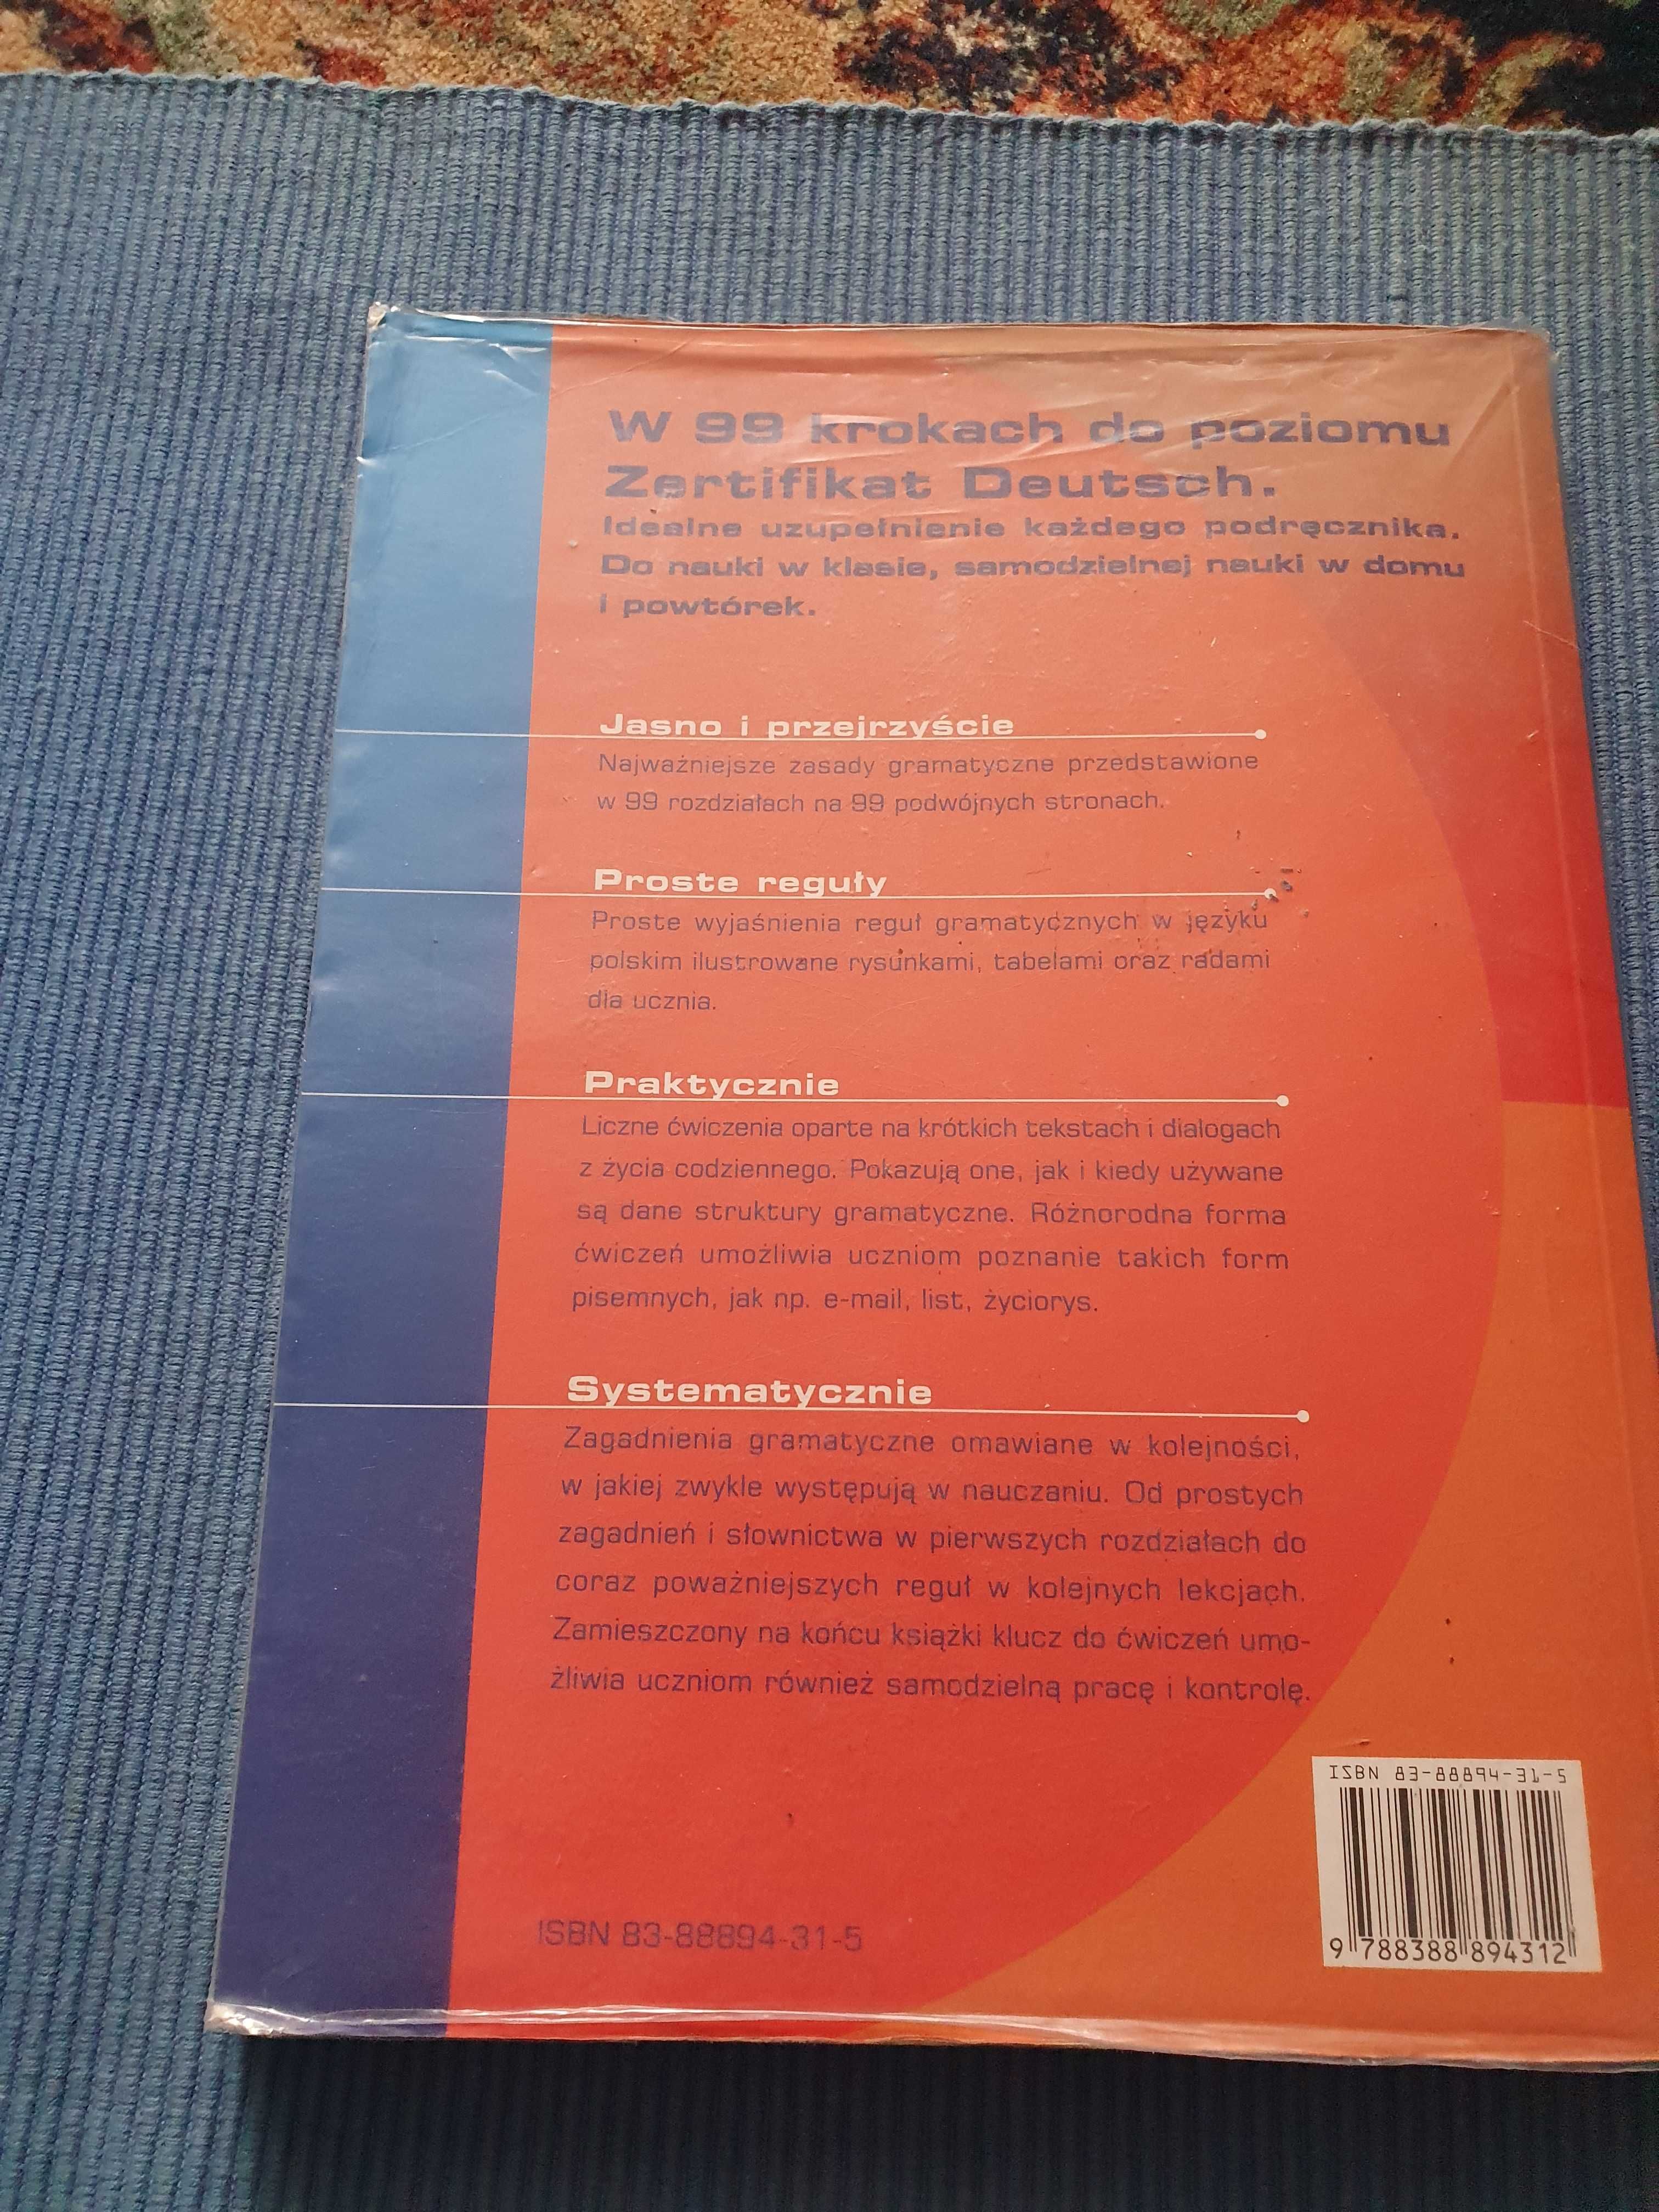 W 99 krokach do poziomu
Zertifikat Deutsch.
Idealne uzupełnienie każdego podręcznika.
Do nauki w klasie, samodzielnej nauki w domu
i powtórek.
Jasno i przejrzyście
Najważniejsze zasady gramatyczne przedstawione
w 99 rozdziałach na 99 podwójnych stronach.
Proste reguły
Proste wyjaśnienia reguł gramatycznych w języku
polskim ilustrowane rysunkami, tabelami oraz radami
dla ucznia.
Praktycznie
Liczne ćwiczenia oparte na krótkich tekstach i dialogach
z życia codziennego. Pokazują one, jak i kiedy używane
są dane struktury gramatyczne. Różnorodna forma
ćwiczeń umożliwia uczniom poznanie takich form
pisemnych, jak np. e-mail, list, życiorys.
Systematycznie
Zagadnienia gramatyczne omawiane w kolejności,
w jakiej zwykle występują w nauczaniu. Od prostych
zagadnień i słownictwa w pierwszych rozdziałach do
coraz poważniejszych reguł w kolejnych lekcjach.
Zamieszczony na końcu książki klucz do ćwiczeń umo-
żliwia uczniom również samodzielną pracę i kontrolę.
ISBN 83-88894-31-5
9 788388 894312
ISBN 83-88894-31-5